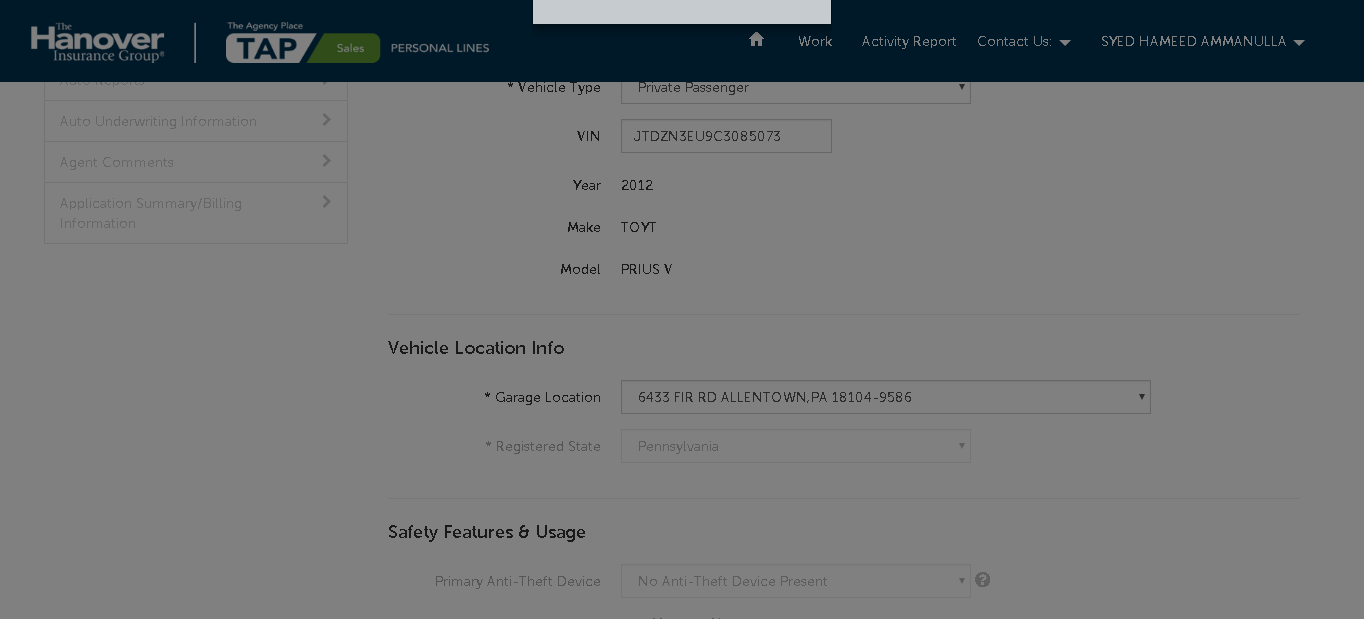 The
Hanover
Insurance Group®
The Agency Place
TAP Sales PERSONAL LINES
Work Activity Report Contact Us: SYED HAMEED AMMANULLA
Auto Reports
Auto Underwriting Information
Agent Comments
Application Summary/Billing
Information
* Vehicle Type Private Passenger
VIN JTDZN3EU9C3085073
Year 2012
Make TOYT
Model PRIUS V
Vehicle Location Info
* Garage Location 6433 FIR RD ALLENTOWN,PA 18104-9586
* Registered State Pennsylvania
Safety Features & Usage
Primary Anti-Theft Device No Anti-Theft Device Present ?